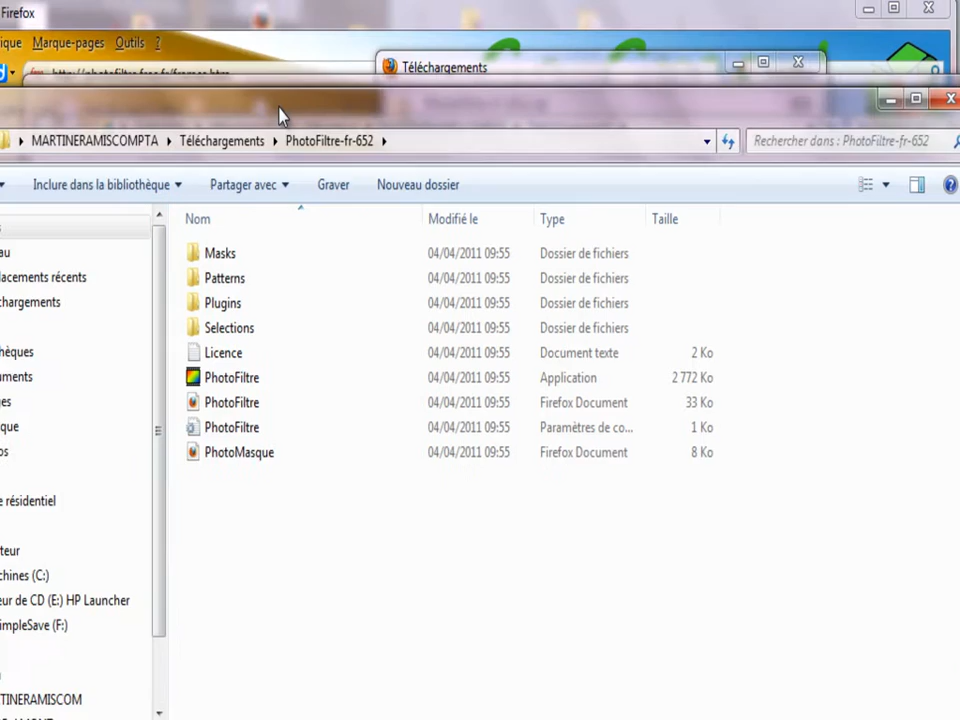 Firefox
ique Marque-pages Outils ?
http://photofiltre.free.fr/frames.htm
Téléchargements
MARTINERAMISCOMPTA Téléchargements PhotoFiltre-fr-652
Rechercher dans : PhotoFiltre-fr-652
Inclure dans la bibliothèque Partager avec Graver Nouveau dossier
Nom Modifié le Type Taille
Masks 04/04/2011 09:55 Dossier de fichiers
Patterns 04/04/2011 09:55 Dossier de fichiers
Plugins 04/04/2011 09:55 Dossier de fichiers
Selections 04/04/2011 09:55 Dossier de fichiers
Licence 04/04/2011 09:55 Document texte 2 Ko
PhotoFiltre 04/04/2011 09:55 Application 2 772 Ko
PhotoFiltre 04/04/2011 09:55 Firefox Document 33 Ko
PhotoFiltre 04/04/2011 09:55 Paramètres de co... 1 Ko
PhotoMasque 04/04/2011 09:55 Firefox Document 8 Ko
s
au
lacements récents
chargements
thèques
uments
ges
que
os
e résidentiel
teur
chines (C:)
eur de CD (E:) HP Launcher
impleSave (F:)
TINERAMISCOM